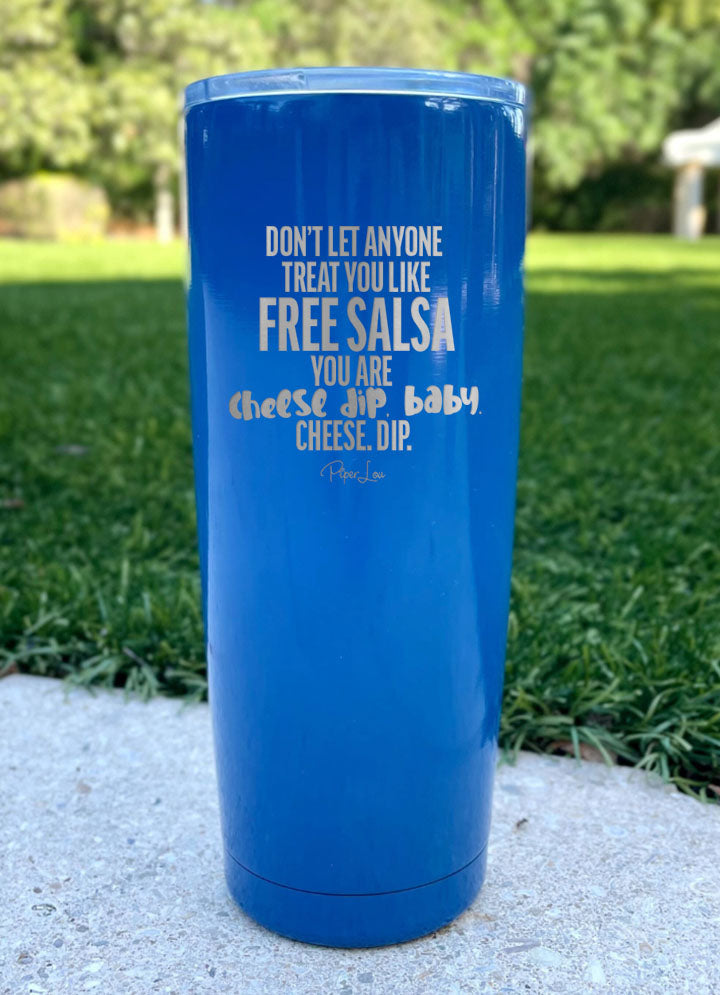 DON'T LET ANYONE
TREAT YOU LIKE
FREE SALSA
YOU ARE
cheese dip, baby.
CHEESE. DIP.
Piper Lou